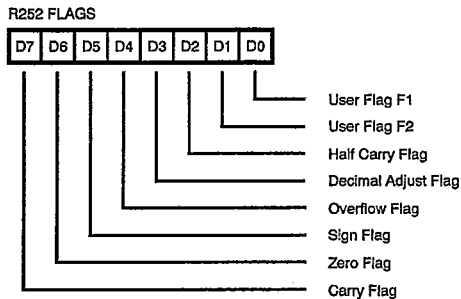 R252 FLAGS
D7 D6 D5 D4 D3 D2 D1 D0
User Flag F1
User Flag F2
Half Carry Flag
Decimal Adjust Flag
Overflow Flag
Sign Flag
Zero Flag
Carry Flag